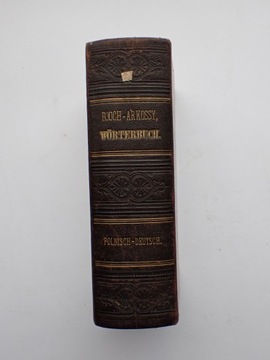 BOOCH-ÁRKOSSY,
WÖRTERBUCH.
POLNISCH-DEUTSCH.